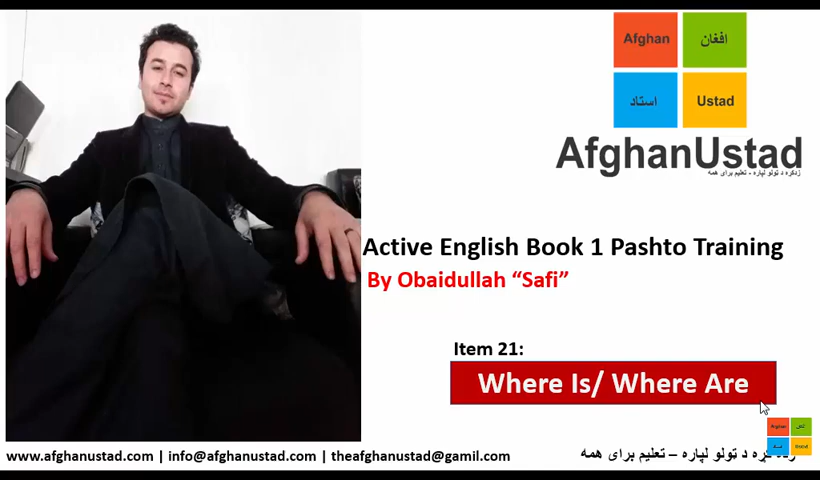 Afghan
افغان
استاد
Ustad
AfghanUstad
زدکړه د ټولو لپاره - تعلیم برای همه
Active English Book 1 Pashto Training
By Obaidullah “Safi”
Item 21:
Where Is/ Where Are
Afghan
Ustad
www.afghanustad.com | info@afghanustad.com | theafghanustad@gamil.com
د ټولو لپاره – تعلیم برای همه